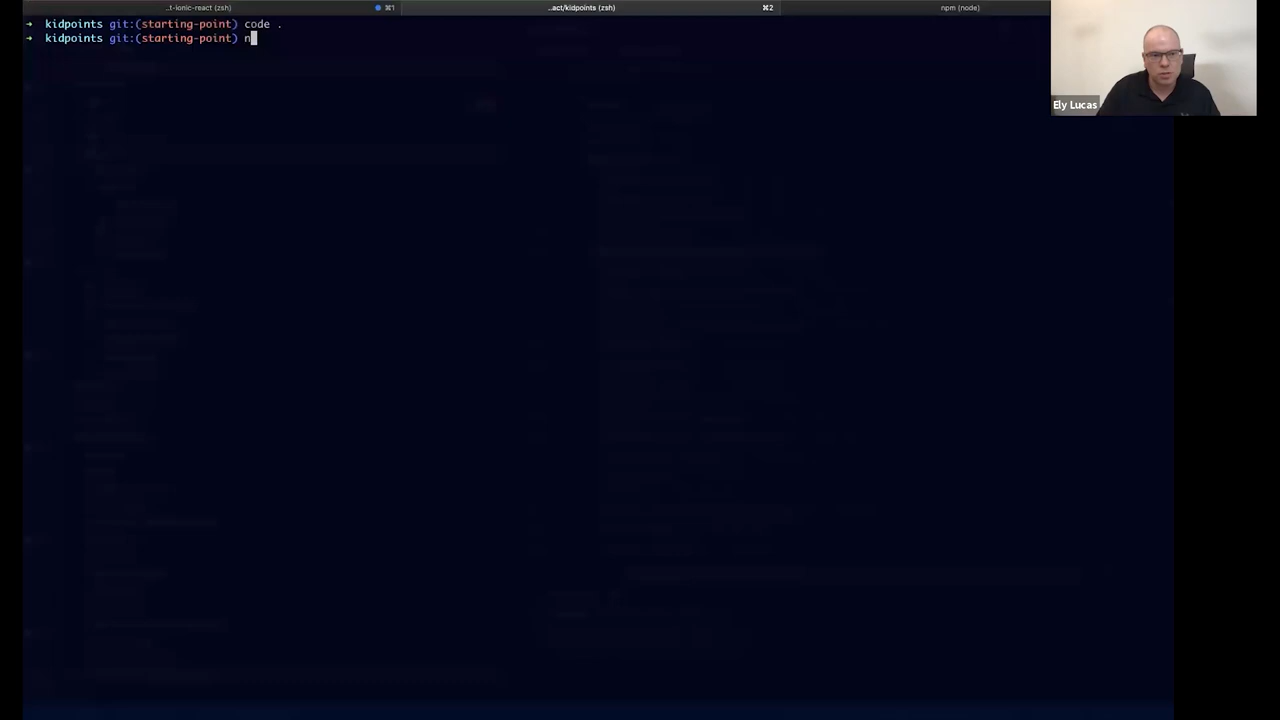 ..t-ionic-react (zsh) ⌘1 ..act/kidpoints (zsh) ⌘2 npm (node)
➜ kidpoints git:(starting-point) code .
➜ kidpoints git:(starting-point) n
Ely Lucas